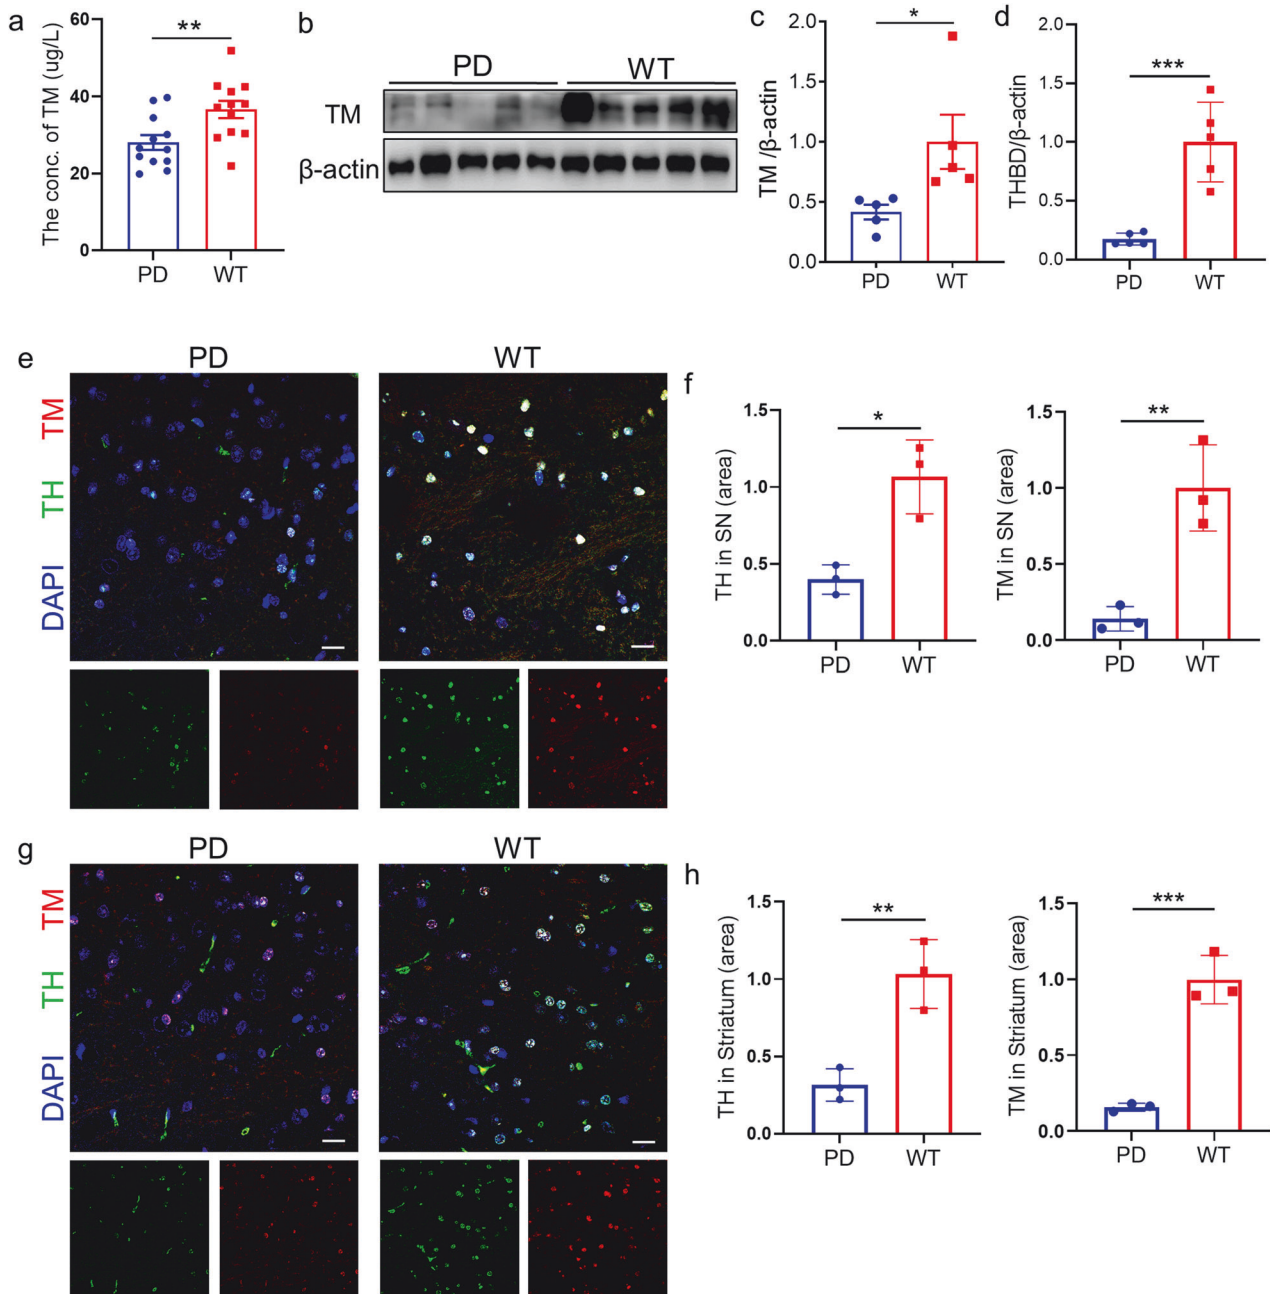 a
The conc. of TM (ug/L)
60
40
20
0
**
PD
WT
b
PD
WT
TM
β-actin
c
TM /β-actin
2.0
1.5
1.0
0.5
0.0
*
PD
WT
d
THBD/β-actin
2.0
1.5
1.0
0.5
0.0
***
PD
WT
e
PD
WT
DAPI TH TM
f
TH in SN (area)
1.5
1.0
0.5
0.0
*
PD
WT
TM in SN (area)
1.5
1.0
0.5
0.0
**
PD
WT
g
PD
WT
DAPI TH TM
h
TH in Striatum (area)
1.5
1.0
0.5
0.0
**
PD
WT
TM in Striatum (area)
1.5
1.0
0.5
0.0
***
PD
WT